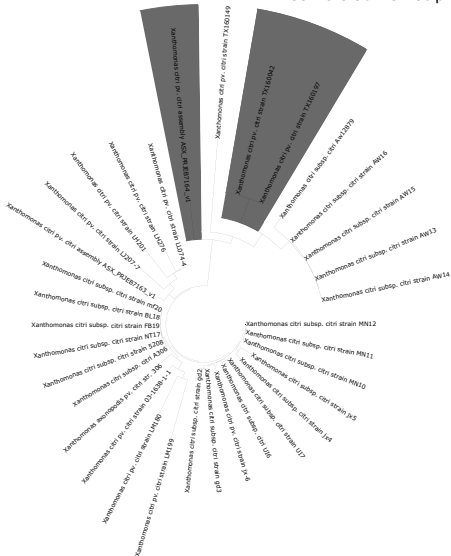 Xanthomonas citri pv. citri strain TX160149
Xanthomonas citri pv. citri strain TX160042
Xanthomonas citri pv. citri strain TX160197
Xanthomonas citri subsp. citri Aw12879
Xanthomonas citri subsp. citri strain AW16
Xanthomonas citri subsp. citri strain AW15
Xanthomonas citri subsp. citri strain AW13
Xanthomonas citri subsp. citri strain AW14
Xanthomonas citri subsp. citri strain MN12
Xanthomonas citri subsp. citri strain MN11
Xanthomonas citri subsp. citri strain MN10
Xanthomonas citri subsp. citri strain jx5
Xanthomonas citri subsp. citri strain jx4
Xanthomonas citri subsp. citri strain UI7
Xanthomonas citri subsp. citri UI6
Xanthomonas citri pv. citri strain jx-6
Xanthomonas citri subsp. citri strain gd3
Xanthomonas citri subsp. citri strain gd2
Xanthomonas citri pv. citri strain LM199
Xanthomonas citri pv. citri strain LM180
Xanthomonas citri pv. citri strain 03-1638-1-1
Xanthomonas axonopodis pv. citri str. 306
Xanthomonas citri subsp. citri A306
Xanthomonas citri subsp. citri strain 5208
Xanthomonas citri subsp. citri strain NT17
Xanthomonas citri subsp. citri strain FB19
Xanthomonas citri subsp. citri strain BL18
Xanthomonas citri subsp. citri strain mf20
Xanthomonas citri pv. citri assembly ASX_PRJEB7163_v1
Xanthomonas citri pv. citri strain LJ207-7
Xanthomonas citri pv. citri strain LH201
Xanthomonas citri pv. citri strain LH276
Xanthomonas citri pv. citri strain LL074-4
Xanthomonas citri pv. citri assembly ASX_PRJEB7164_v1